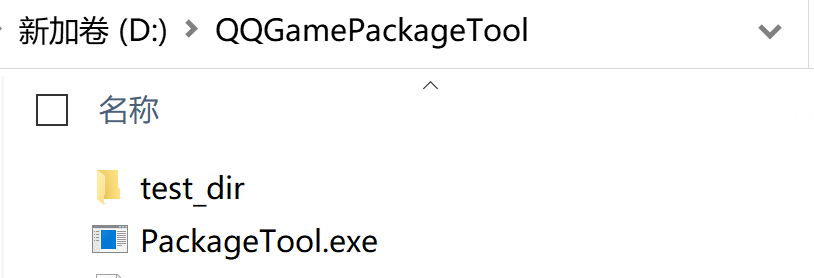 新加卷 (D:) > QQGamePackageTool
名称
test_dir
PackageTool.exe